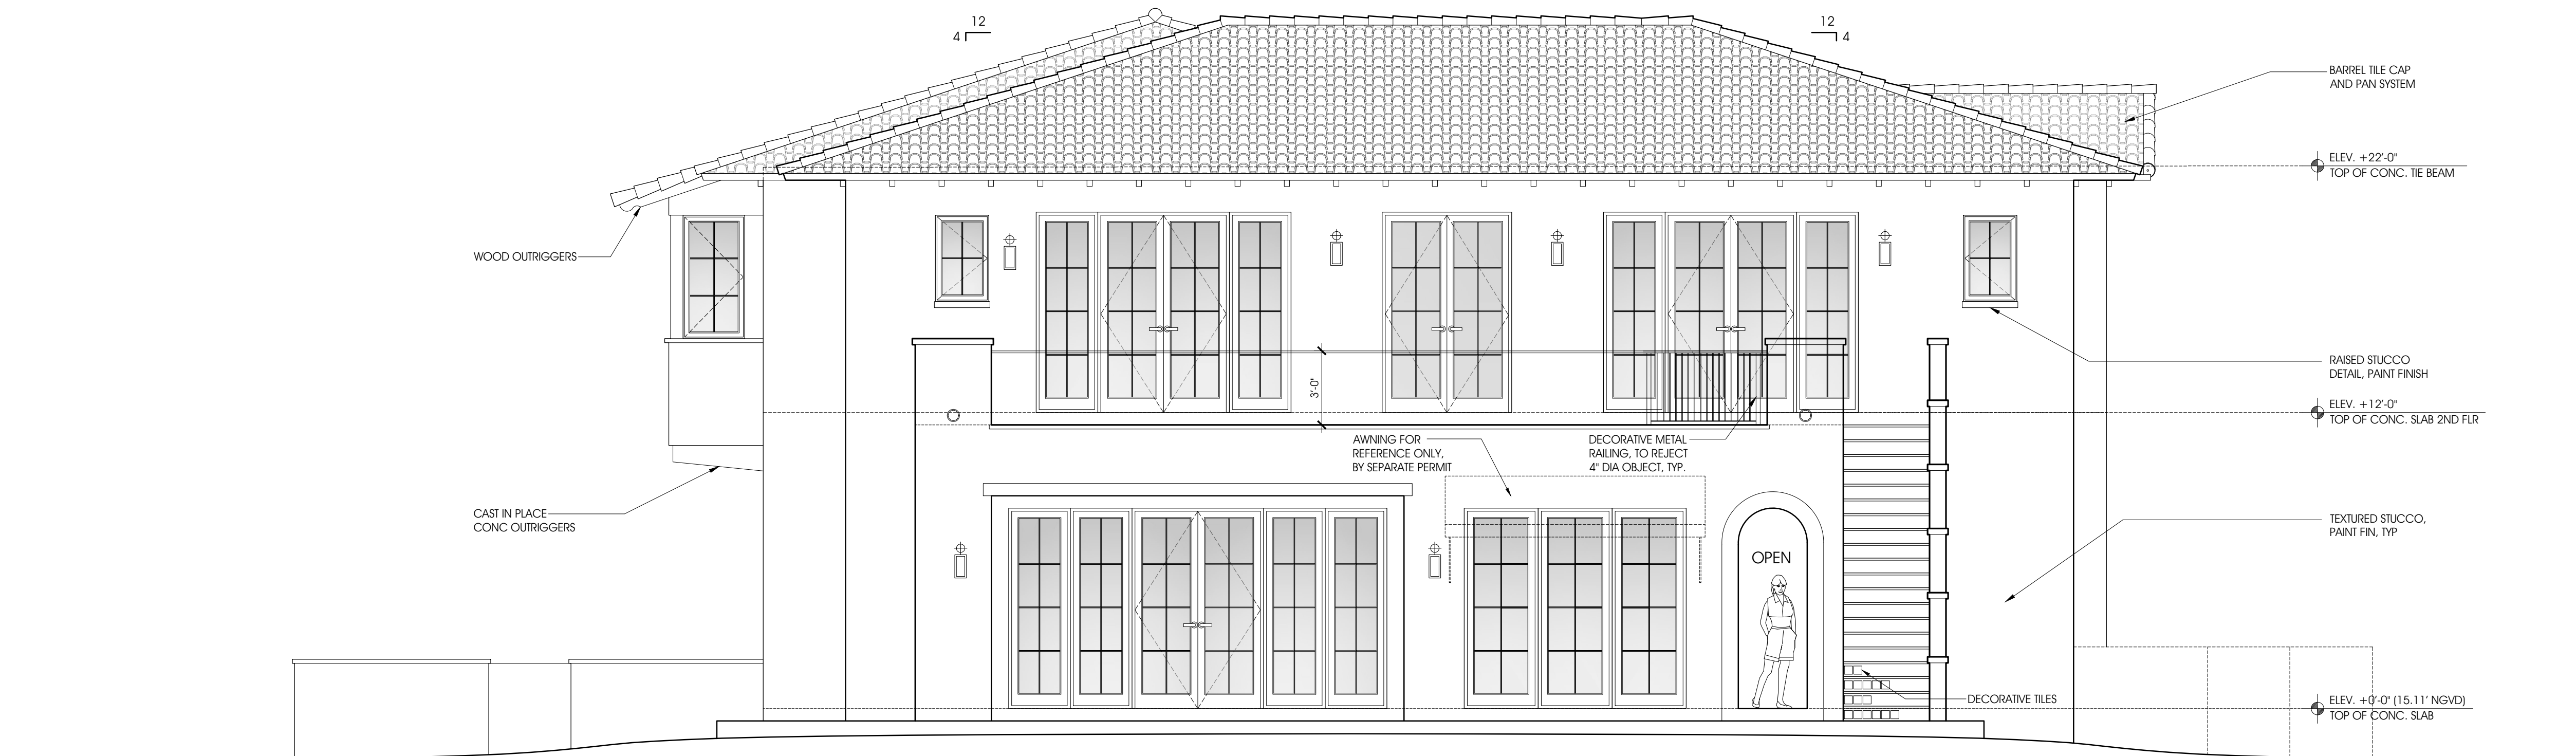 12
4
12
4
BARREL TILE CAP
AND PAN SYSTEM
ELEV. +22'-0"
TOP OF CONC. TIE BEAM
WOOD OUTRIGGERS
RAISED STUCCO
DETAIL, PAINT FINISH
3'-0"
ELEV. +12'-0"
TOP OF CONC. SLAB 2ND FLR
AWNING FOR
REFERENCE ONLY,
BY SEPARATE PERMIT
DECORATIVE METAL
RAILING, TO REJECT
4" DIA OBJECT, TYP.
CAST IN PLACE
CONC OUTRIGGERS
TEXTURED STUCCO,
PAINT FIN, TYP
OPEN
DECORATIVE TILES
ELEV. +0'-0" (15.11' NGVD)
TOP OF CONC. SLAB